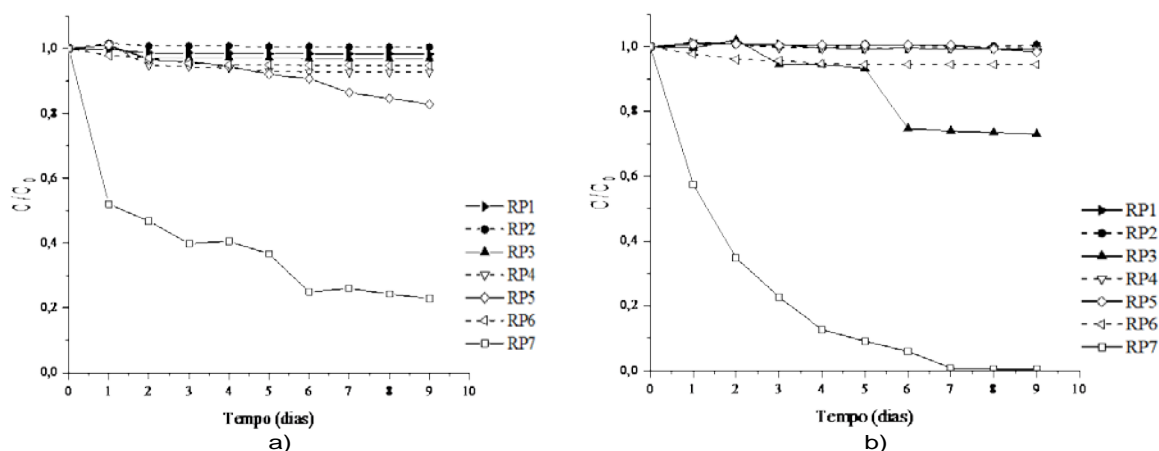 1,0
0,8
0,6
0,4
0,2
0,0
C/C0
RP1
RP2
RP3
RP4
RP5
RP6
RP7
0 1 2 3 4 5 6 7 8 9 10
Tempo (dias)
a)
1,0
0,8
0,6
0,4
0,2
0,0
C/C0
RP1
RP2
RP3
RP4
RP5
RP6
RP7
0 1 2 3 4 5 6 7 8 9 10
Tempo (dias)
b)